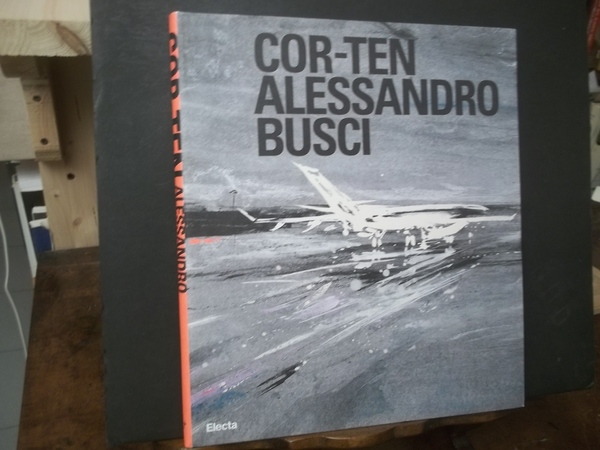 COR-TEN
ALESSANDRO
BUSCI
Electa
COR-TEN ALESSANDRO